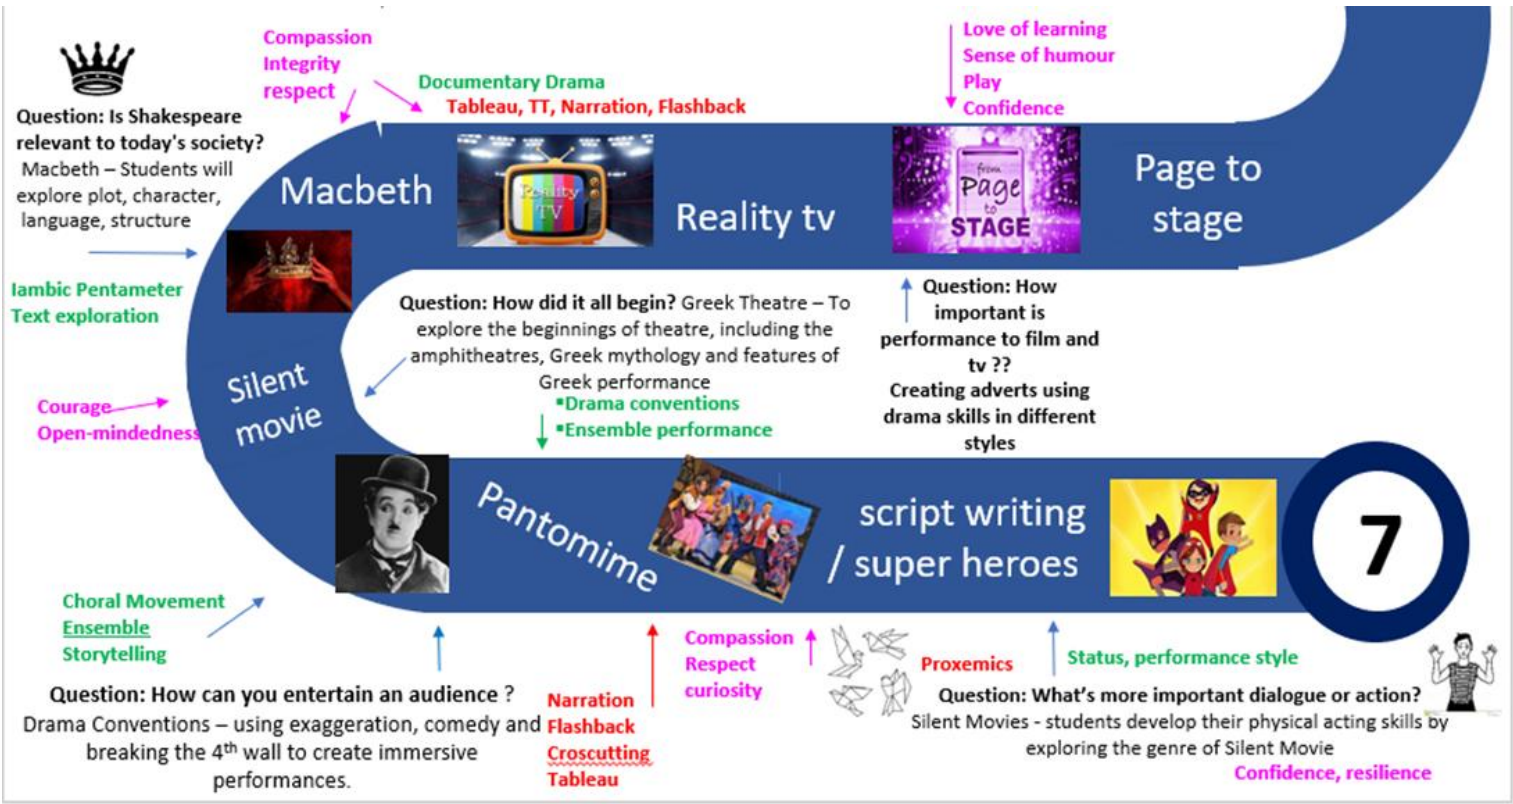 Compassion
Integrity
respect
Documentary Drama
Tableau, TT, Narration, Flashback
Love of learning
Sense of humour
Play
Confidence
Question: Is Shakespeare
relevant to today's society?
Macbeth – Students will
explore plot, character,
language, structure
Iambic Pentameter
Text exploration
Macbeth
Reality
TV
Reality tv
from
Page
to
STAGE
Page to
stage
Question: How did it all begin? Greek Theatre – To
explore the beginnings of theatre, including the
amphitheatres, Greek mythology and features of
Greek performance
▪Drama conventions
▪Ensemble performance
Question: How
important is
performance to film and
tv ??
Creating adverts using
drama skills in different
styles
Silent
movie
Courage
Open-mindedness
Pantomime
script writing
/ super heroes
7
Choral Movement
Ensemble
Storytelling
Question: How can you entertain an audience ?
Drama Conventions – using exaggeration, comedy and
breaking the 4th wall to create immersive
performances.
Narration
Flashback
Croscutting
Tableau
Compassion
Respect
curiosity
Proxemics
Status, performance style
Question: What's more important dialogue or action?
Silent Movies - students develop their physical acting skills by
exploring the genre of Silent Movie
Confidence, resilience